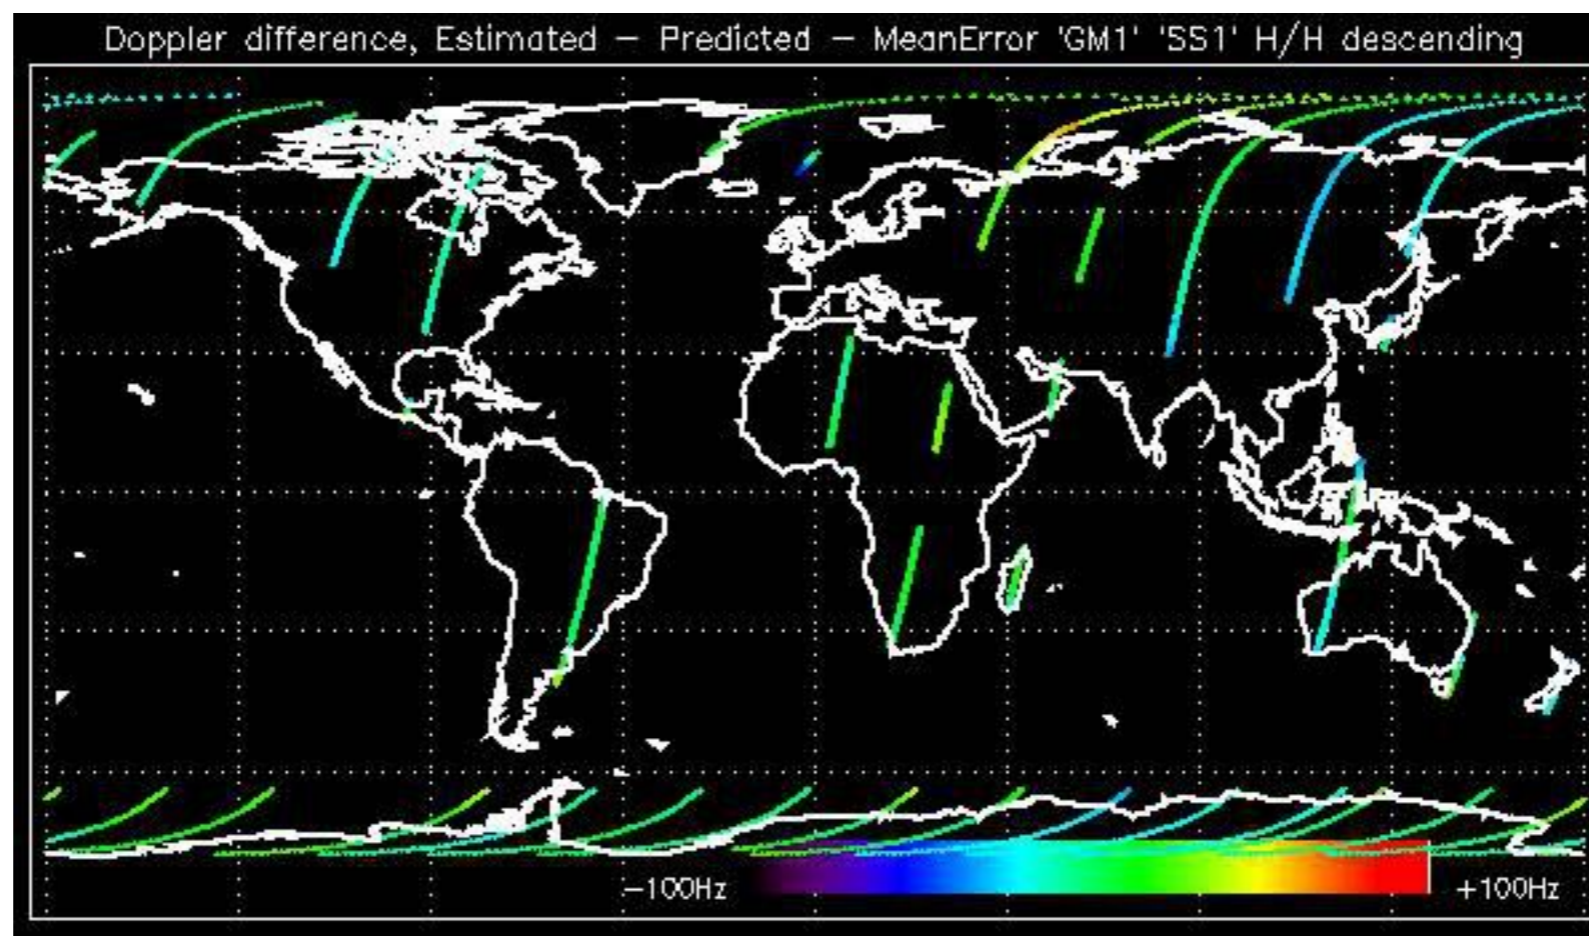 Doppler difference, Estimated – Predicted – MeanError 'GM1' 'SS1' H/H descending
−100Hz
+100Hz